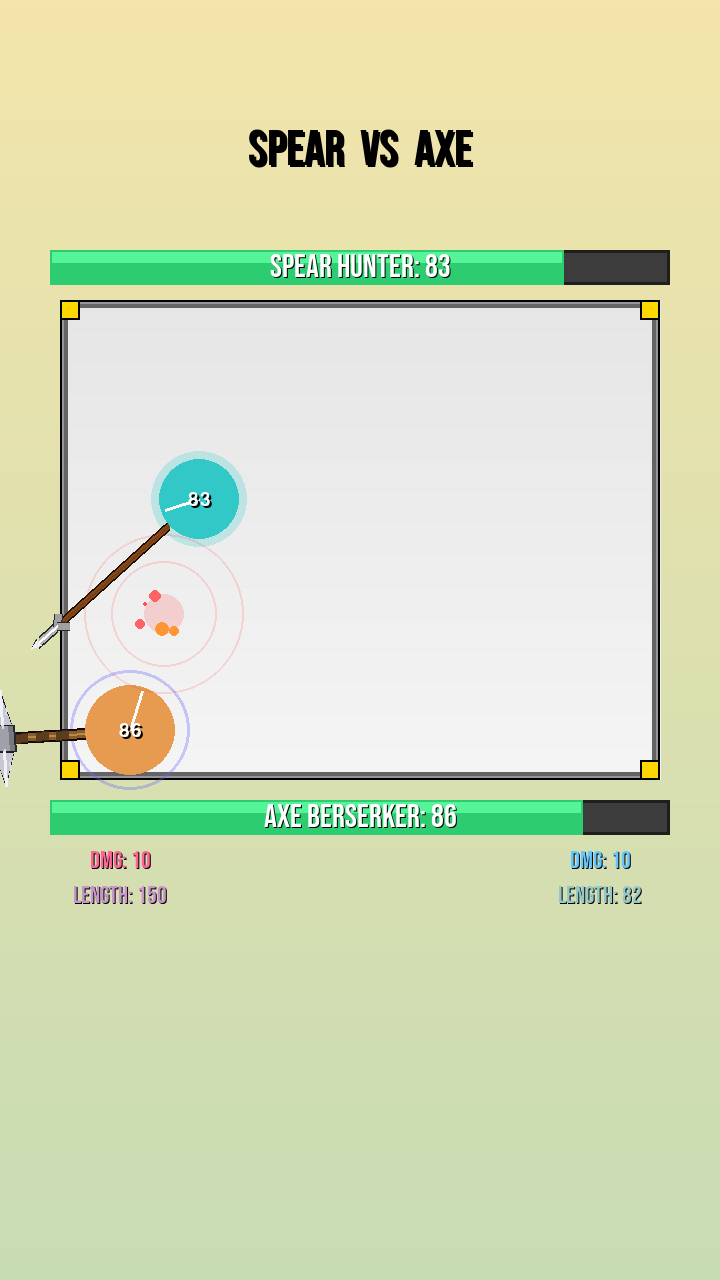 SPEAR VS AXE
SPEAR HUNTER: 83
83
86
AXE BERSERKER: 86
DMG: 10
DMG: 10
LENGTH: 150
LENGTH: 82